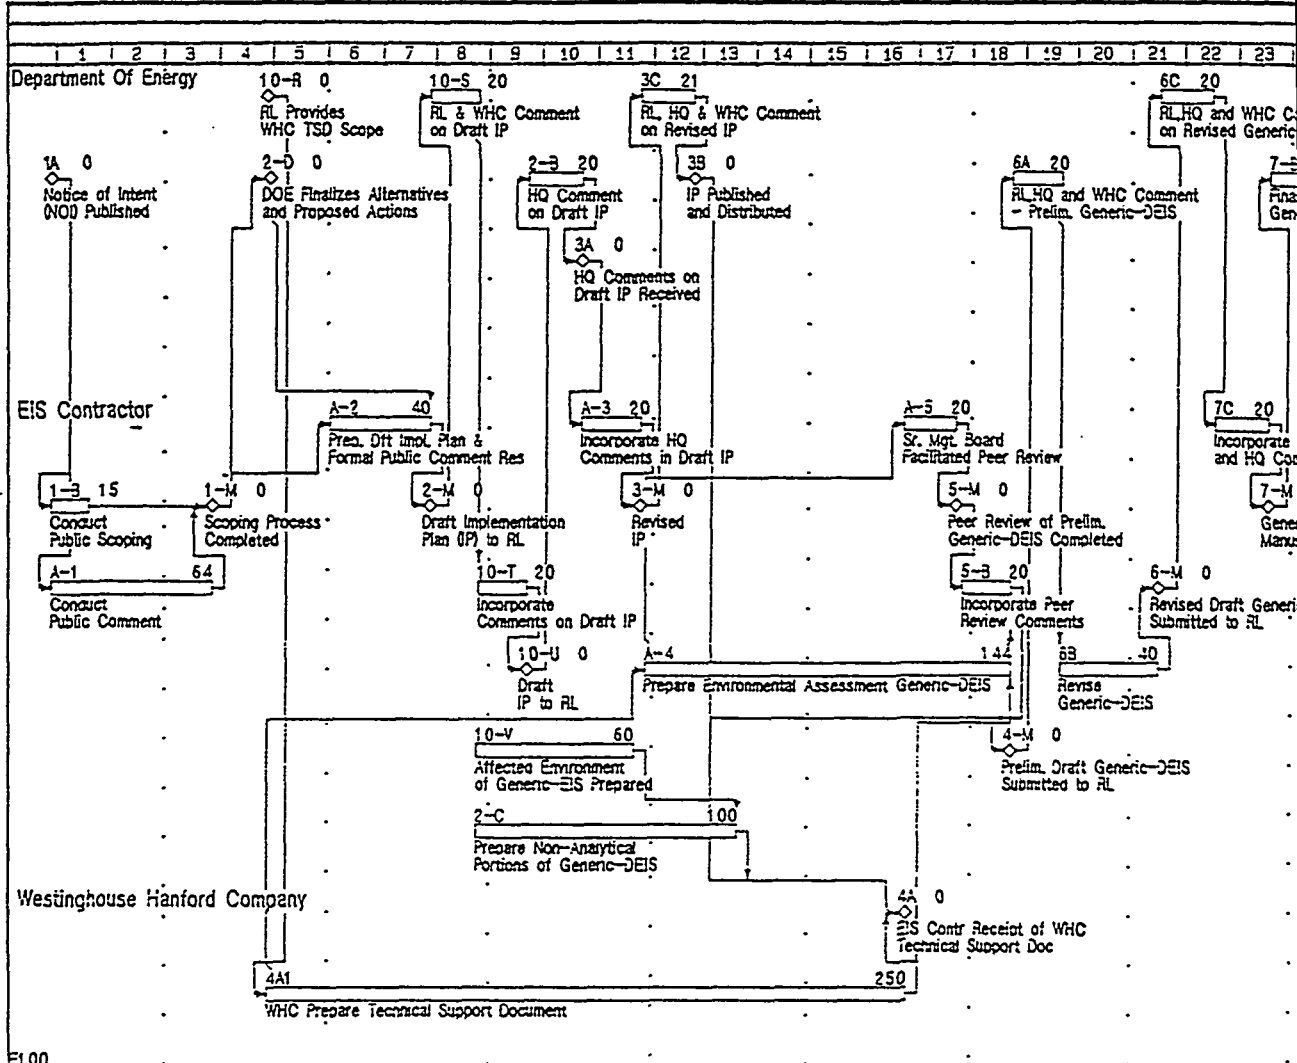 1 2 3 4 5 6 7 8 9 10 11 12 13 14 15 16 17 18 19 20 21 22 23
Department Of Energy
10-R 0
RL Provides
WHC TSD Scope
10-S 20
RL & WHC Comment
on Draft IP
3C 21
RL, HQ & WHC Comment
on Revised IP
6C 20
RL,HQ and WHC
on Revised Generic
1A 0
Notice of Intent
(NOI) Published
2-D 0
DOE Finalizes Alternatives
and Proposed Actions
2-B 20
HQ Comment
on Draft IP
3B 0
IP Published
and Distributed
6A 20
RL,HQ and WHC Comment
- Prelim. Generic-DEIS
3A 0
HQ Comments on
Draft IP Received
EIS Contractor
A-2 40
Prep. Dft Impl. Plan &
Formal Public Comment Res
A-3 20
Incorporate HQ
Comments in Draft IP
A-5 20
Sr. Mgt. Board
Facilitated Peer Review
7C 20
Incorporate
and HQ
1-B 15
Conduct
Public Scoping
1-M 0
Scoping Process
Completed
2-M 0
Draft Implementation
Plan (IP) to RL
3-M 0
Revised
IP
5-M 0
Peer Review of Prelim.
Generic-DEIS Completed
7-M
A-1 64
Conduct
Public Comment
10-T 20
Incorporate
Comments on Draft IP
5-B 20
Incorporate Peer
Review Comments
6-M 0
Revised Draft Generi
Submitted to RL
10-U 0
Draft
IP to RL
A-4 144
Prepare Environmental Assessment Generic-DEIS
6B 40
Revise
Generic-DEIS
10-V 60
Affected Environment
of Generic-EIS Prepared
4-M 0
Prelim. Draft Generic-DEIS
Submitted to RL
2-C 100
Prepare Non-Analytical
Portions of Generic-DEIS
Westinghouse Hanford Company
4A 0
EIS Contr Receipt of WHC
Technical Support Doc
4A1 250
WHC Prepare Technical Support Document